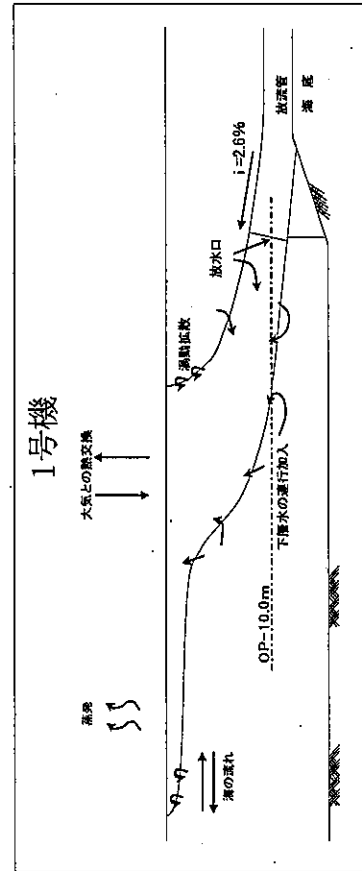 1号機
大気との熱交換
蒸発
渦動拡散
i=2.6%
放水口
放流管
海底
OP-10.0m
下層水の連行加入
海の流れ